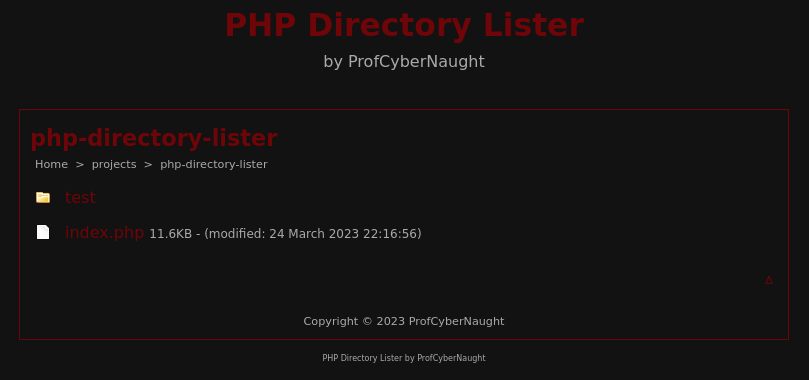 PHP Directory Lister
by ProfCyberNaught
php-directory-lister
Home > projects > php-directory-lister
test
index.php 11.6KB - (modified: 24 March 2023 22:16:56)
Δ
Copyright © 2023 ProfCyberNaught
PHP Directory Lister by ProfCyberNaught